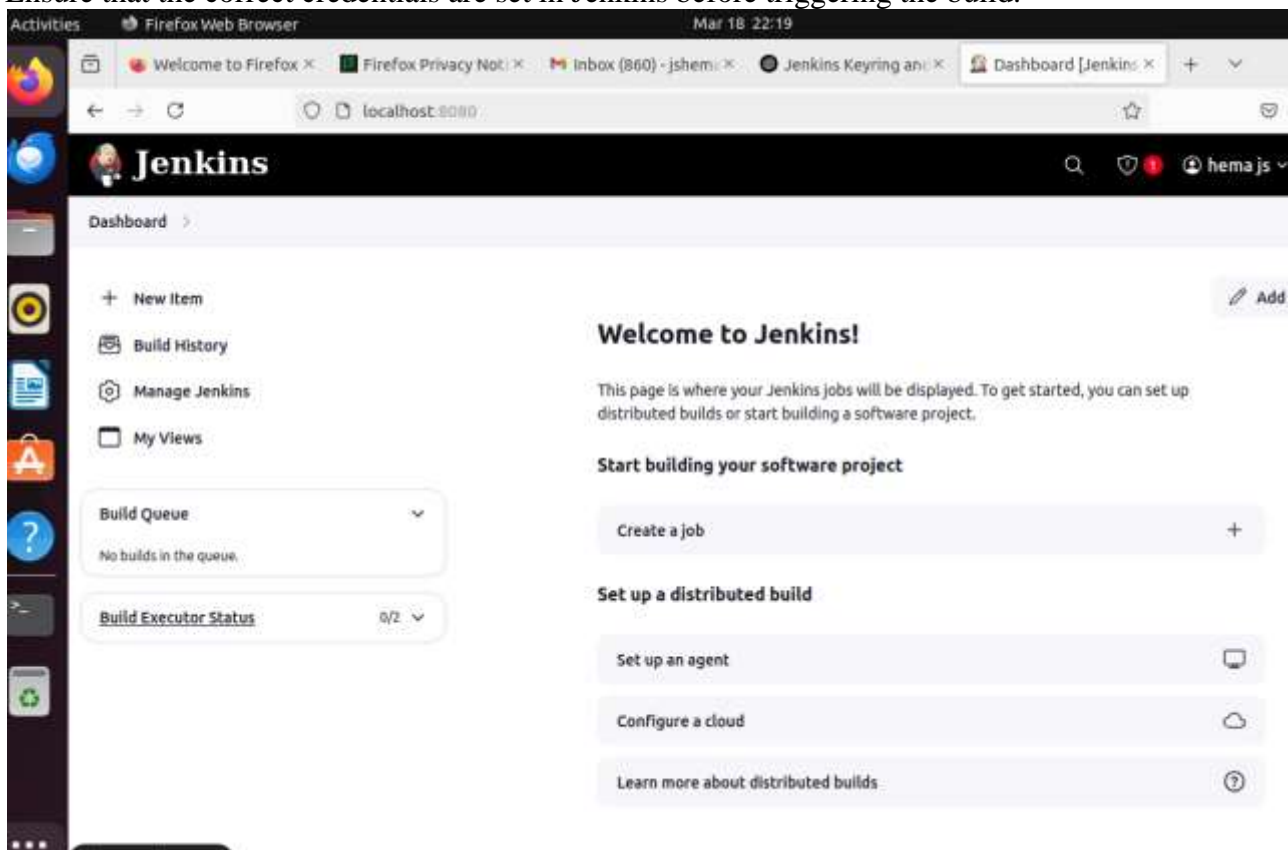 Ensure that the correct credentials are set in Jenkins before triggering the build.
Activities Firefox Web Browser Mar 18 22:19
Welcome to Firefox Firefox Privacy Noti Inbox (860) - jshem Jenkins Keyring an Dashboard [Jenkins
localhost:8080
Jenkins
1 hema js
Dashboard
New Item
Add
Build History
Welcome to Jenkins!
Manage Jenkins
This page is where your Jenkins jobs will be displayed. To get started, you can set up
distributed builds or start building a software project.
My Views
Start building your software project
Build Queue
Create a job
No builds in the queue.
Set up a distributed build
Build Executor Status 0/2
Set up an agent
Configure a cloud
Learn more about distributed builds